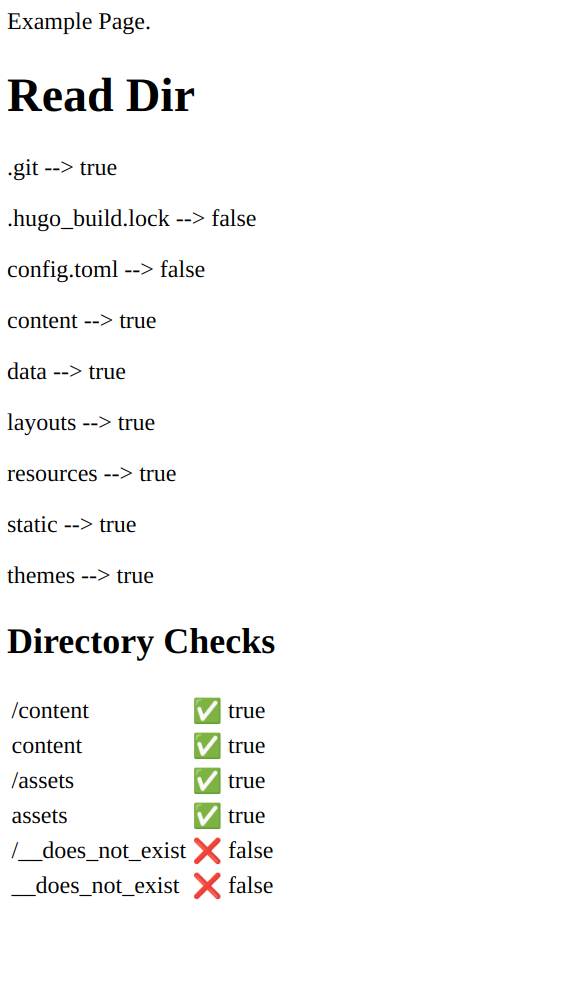 Example Page.
Read Dir
.git --> true
.hugo_build.lock --> false
config.toml --> false
content --> true
data --> true
layouts --> true
resources --> true
static --> true
themes --> true
Directory Checks
/content ✅ true
content ✅ true
/assets ✅ true
assets ✅ true
/__does_not_exist ❌ false
__does_not_exist ❌ false